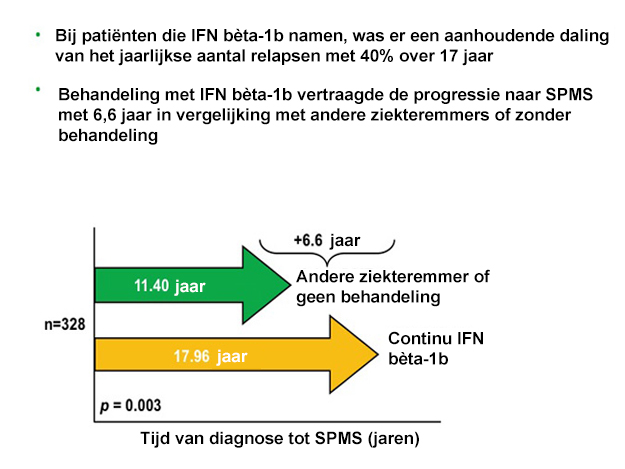 • Bij patiënten die IFN bèta-1b namen, was er een aanhoudende daling
van het jaarlijkse aantal relapsen met 40% over 17 jaar
• Behandeling met IFN bèta-1b vertraagde de progressie naar SPMS
met 6,6 jaar in vergelijking met andere ziekteremmers of zonder
behandeling
+6.6 jaar
11.40 jaar
Andere ziekteremmer of
geen behandeling
n=328
17.96 jaar
Continu IFN
bèta-1b
p = 0.003
Tijd van diagnose tot SPMS (jaren)